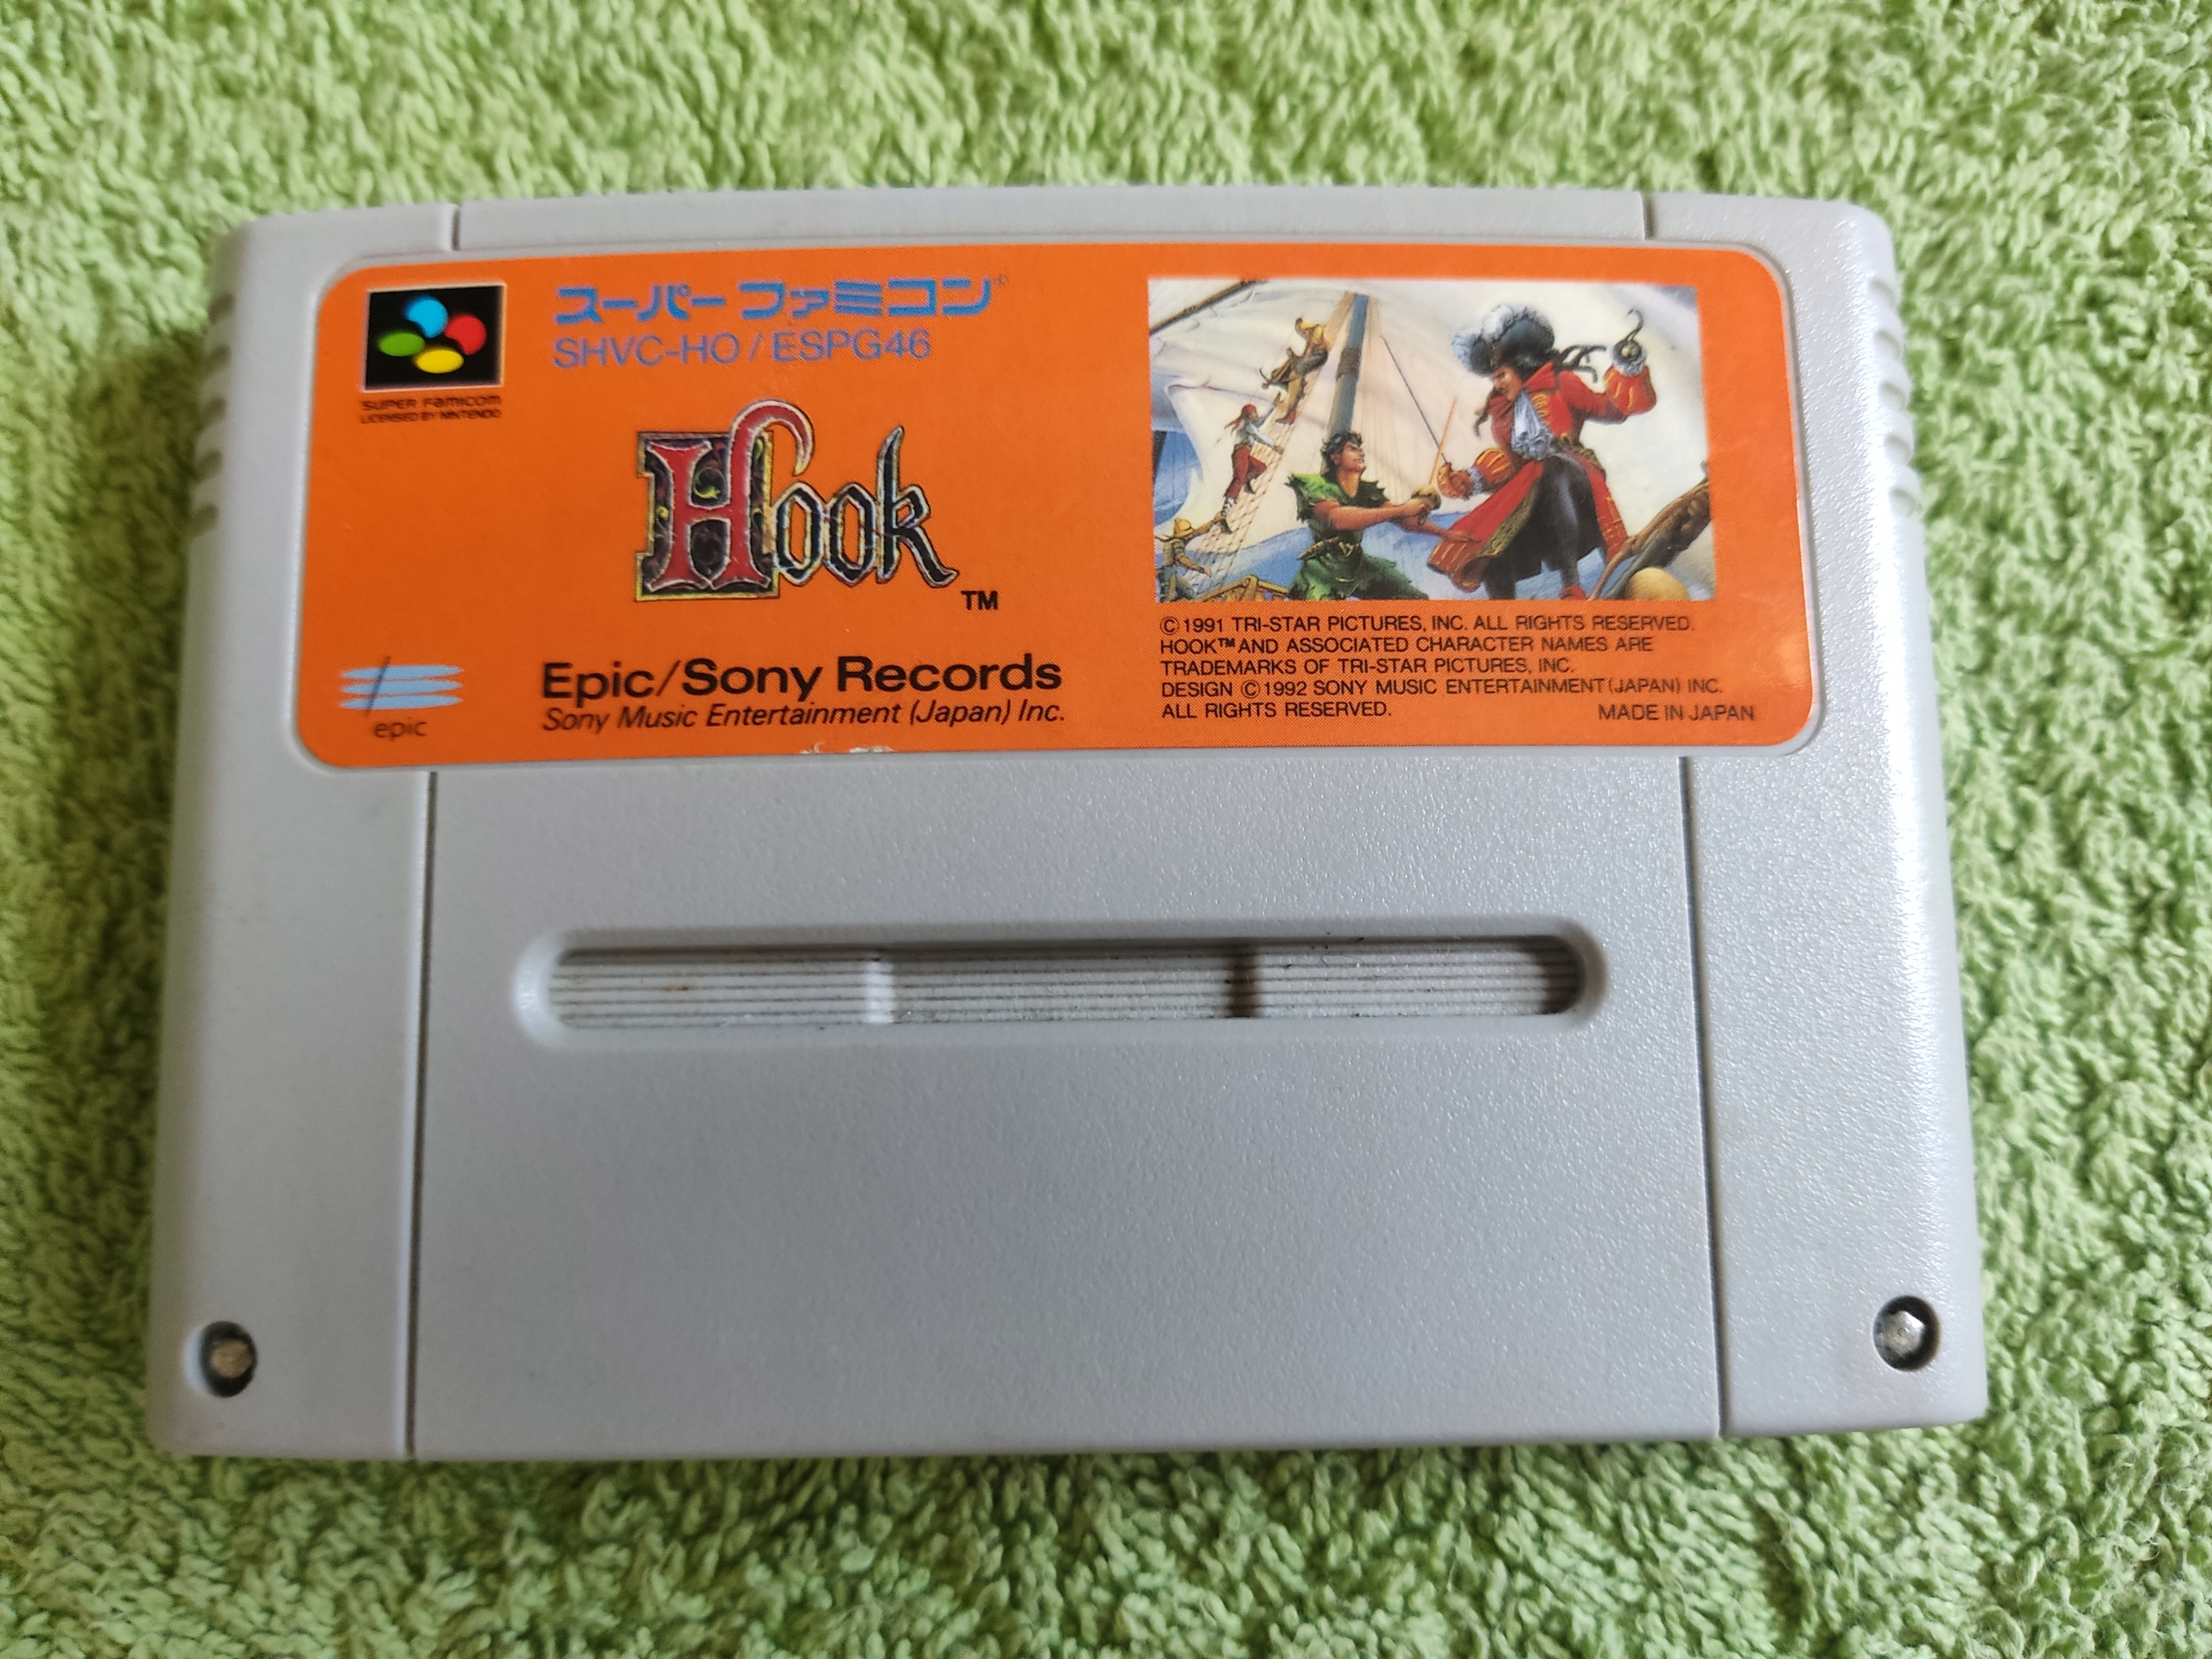 スーパーファミコン®
SHVC-HO / ESPG46
SUPER FAMICOM
LICENSED BY NINTENDO
Hook
TM
epic
Epic/Sony Records
Sony Music Entertainment (Japan) Inc.
©1991 TRI-STAR PICTURES, INC. ALL RIGHTS RESERVED.
HOOK™ AND ASSOCIATED CHARACTER NAMES ARE
TRADEMARKS OF TRI-STAR PICTURES, INC.
DESIGN ©1992 SONY MUSIC ENTERTAINMENT (JAPAN) INC.
ALL RIGHTS RESERVED.
MADE IN JAPAN